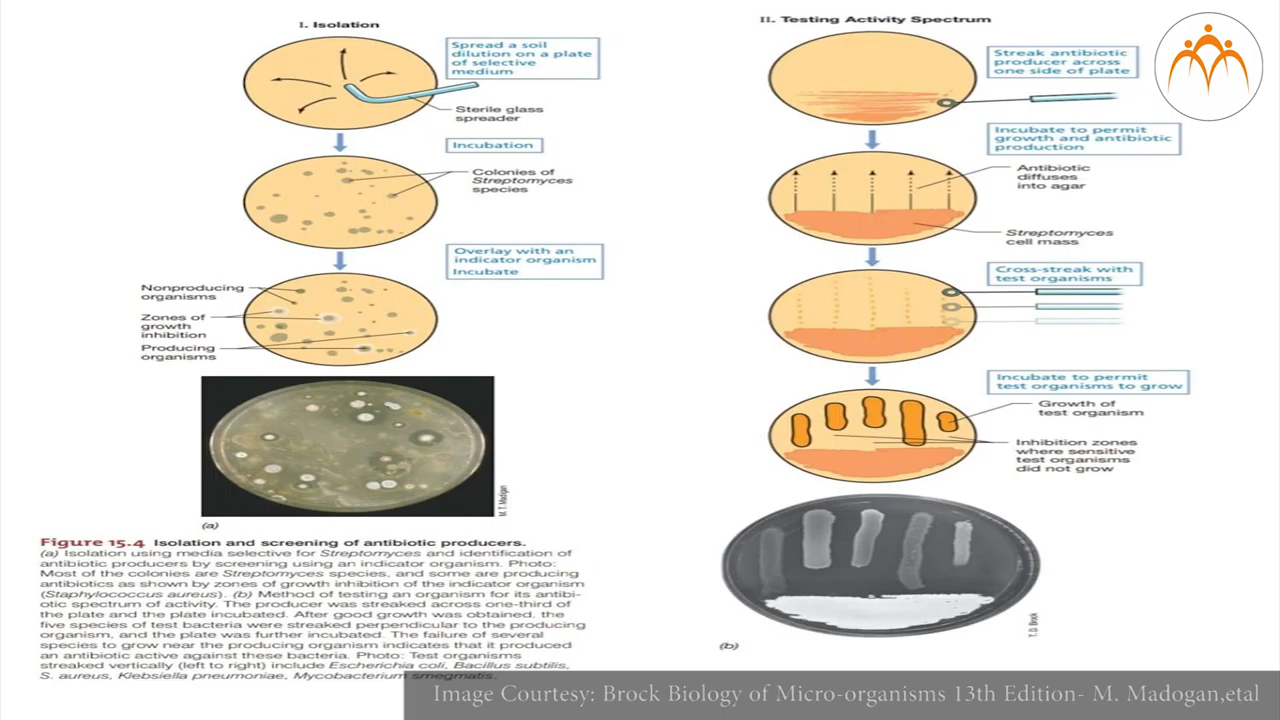 I. Isolation
Spread a soil
dilution on a plate
of selective
medium
Sterile glass
spreader
Incubation
Colonies of
Streptomyces
species
Overlay with an
indicator organism
Incubate
Nonproducing
organisms
Zones of
growth
inhibition
Producing
organisms
M. T. Madigan
(a)
II. Testing Activity Spectrum
Streak antibiotic
producer across
one side of plate
Incubate to permit
growth and antibiotic
production
Antibiotic
diffuses
into agar
Streptomyces
cell mass
Cross-streak with
test organisms
Incubate to permit
test organisms to grow
Growth of
test organism
Inhibition zones
where sensitive
test organisms
did not grow
T. D. Brock
(b)
Figure 15.4 Isolation and screening of antibiotic producers.
(a) Isolation using media selective for Streptomyces and identification of
antibiotic producers by screening using an indicator organism. Photo:
Most of the colonies are Streptomyces species, and some are producing
antibiotics as shown by zones of growth inhibition of the indicator organism
(Staphylococcus aureus). (b) Method of testing an organism for its antibi-
otic spectrum of activity. The producer was streaked across one-third of
the plate and the plate incubated. After good growth was obtained, the
five species of test bacteria were streaked perpendicular to the producing
organism, and the plate was further incubated. The failure of several
species to grow near the producing organism indicates that it produced
an antibiotic active against these bacteria. Photo: Test organisms
streaked vertically (left to right) include Escherichia coli, Bacillus subtilis,
S. aureus, Klebsiella pneumoniae, Mycobacterium smegmatis.
Image Courtesy: Brock Biology of Micro-organisms 13th Edition- M. Madogan,etal